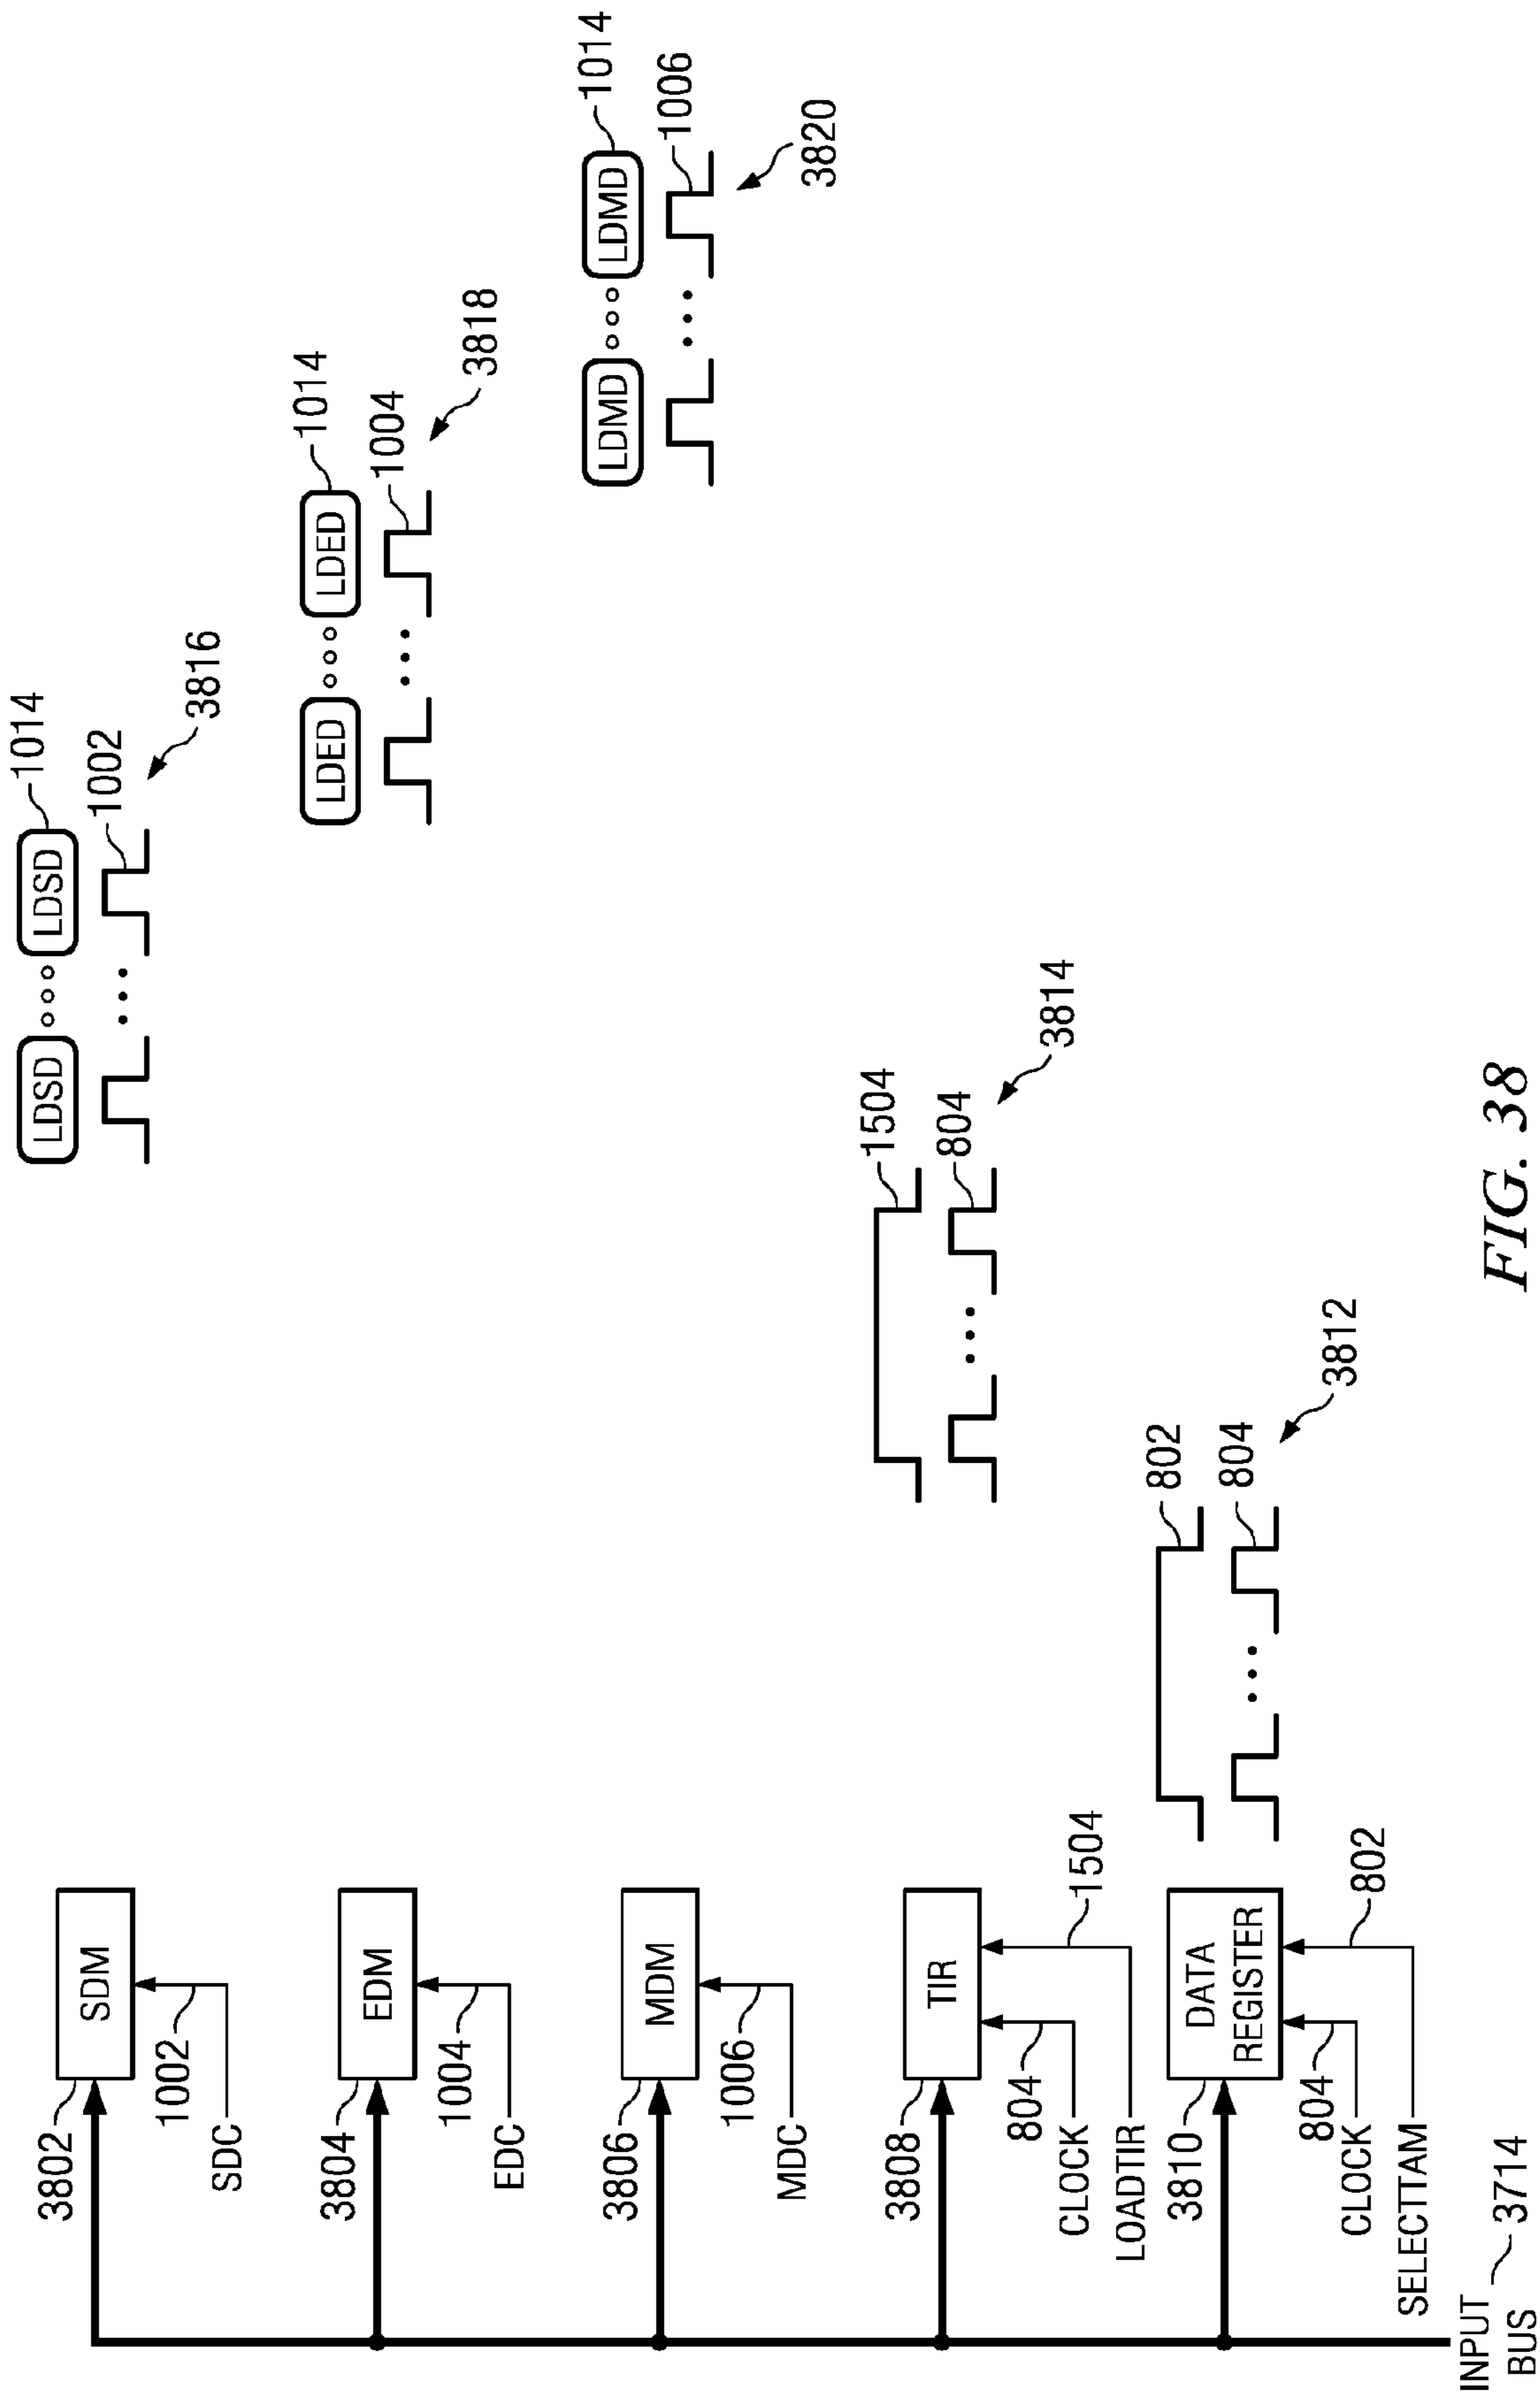 LDSD
LDSD
1014
1002
3816
SDM
3802
1002
SDC
LDED
LDED
1014
1004
3818
EDM
3804
1004
EDC
LDMD
LDMD
1014
1006
3820
MDM
3806
1006
MDC
TIR
3808
804
1504
CLOCK
LOADTIR
1504
804
3814
DATA
REGISTER
3810
804
802
CLOCK
SELECTTAM
802
804
3812
INPUT
BUS
3714
FIG. 38